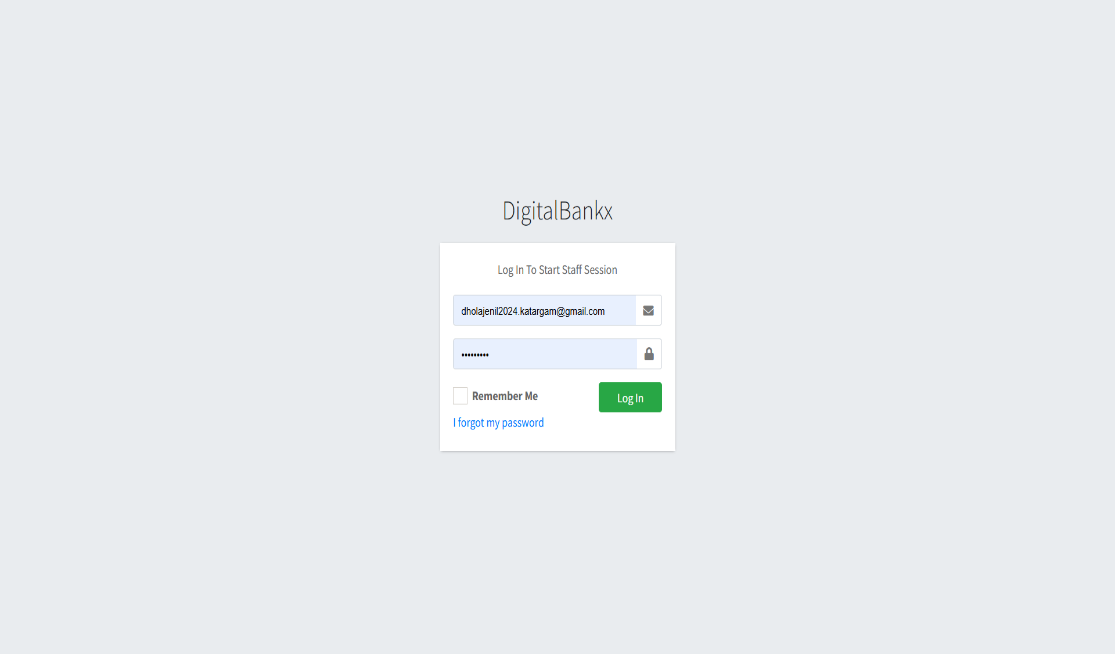 DigitalBankx
Log In To Start Staff Session
dholajenil2024.katargam@gmail.com
•••••••••
Remember Me
Log In
I forgot my password